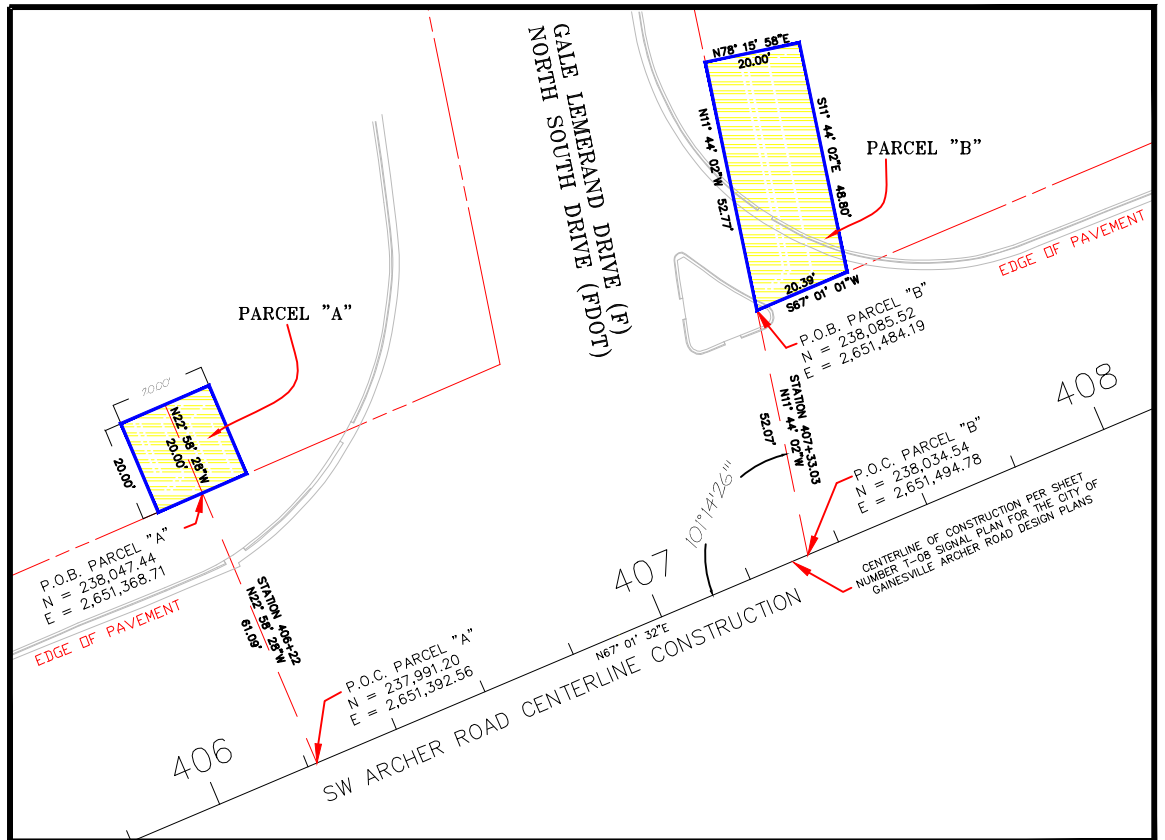 GALE LEMERAND DRIVE (F)
NORTH SOUTH DRIVE (FDOT)
N78° 15' 58"E
20.00'
N11° 44' 02"W 52.77'
S11° 44' 02"E 48.80'
20.39'
S67° 01' 01"W
PARCEL "B"
EDGE OF PAVEMENT
P.O.B. PARCEL "B"
N = 238,085.52
E = 2,651,484.19
PARCEL "A"
20.00'
20.00'
N22° 58' 28"W
20.00'
P.O.B. PARCEL "A"
N = 238,047.44
E = 2,651,368.71
EDGE OF PAVEMENT
STATION 406+22
N22° 58' 28"W
61.09'
P.O.C. PARCEL "A"
N = 237,991.20
E = 2,651,392.56
STATION 407+33.03
N11° 44' 02"W
52.07'
101°14'26"
P.O.C. PARCEL "B"
N = 238,034.54
E = 2,651,494.78
CENTERLINE OF CONSTRUCTION PER SHEET
NUMBER T-08 SIGNAL PLAN FOR THE CITY OF
GAINESVILLE ARCHER ROAD DESIGN PLANS
406
407
408
N67° 01' 32"E
SW ARCHER ROAD CENTERLINE CONSTRUCTION